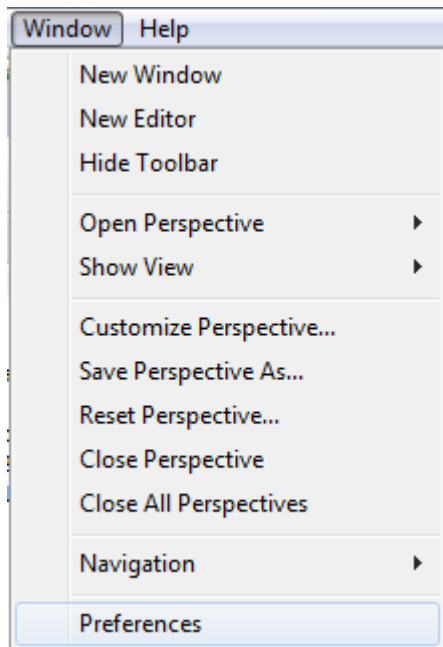 Window Help
New Window
New Editor
Hide Toolbar
Open Perspective
Show View
Customize Perspective...
Save Perspective As...
Reset Perspective...
Close Perspective
Close All Perspectives
Navigation
Preferences